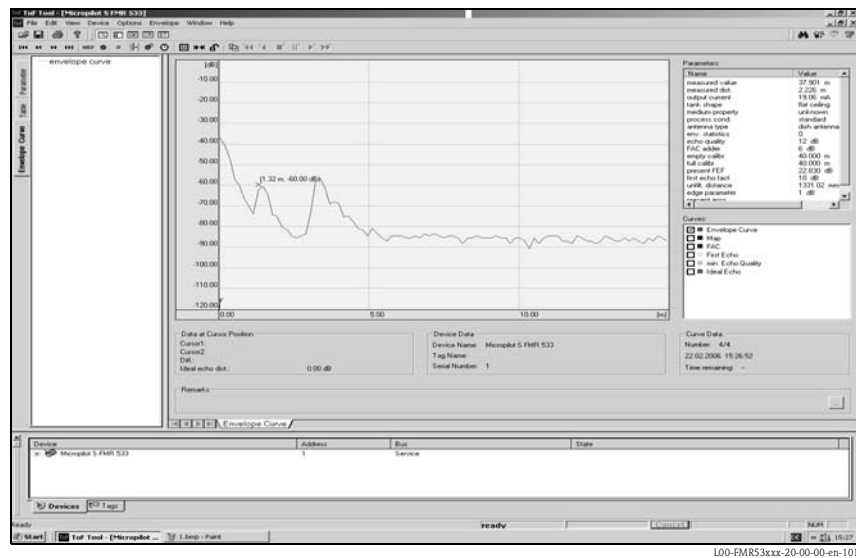 ToF Tool - [Micropilot S FMR 533]
File Edit View Device Options Envelope Window Help
Parameter
Table
Envelope Curve
envelope curve
[dB]
-10.00
-20.00
-30.00
-40.00
-50.00
-60.00
-70.00
-80.00
-90.00
-100.00
-110.00
-120.00
(1.32 m, -60.00 dB)
0.00 5.00 10.00 [m]
Parameters:
Name Value
measured value 37.901 m
measured dist. 2.226 m
output current 19.06 mA
tank shape flat ceiling
medium property unknown
process cond. standard
antenna type dish antenna
env. statistics 0
echo quality 12 dB
FAC adder 6 dB
empty calibr. 40.000 m
full calibr. 40.000 m
present FEF 22.830 dB
first echo fact. 10 dB
unfilt. distance 1331.02 mm
edge parameter 1 dB
Curves:
Envelope Curve
Map
FAC
First Echo
min. Echo Quality
Ideal Echo
Data at Cursor Position
Cursor1:
Cursor2
Diff.:
Ideal echo dist.: 0.00 dB
Device Data
Device Name: Micropilot S FMR 533
Tag Name:
Serial Number: 1
Curve Data
Number: 4/4
22.02.2006 15:26:52
Time remaining: -
Remarks
...
Envelope Curve
Device Address Bus State
Micropilot S FMR 533 1 Service
Devices Tags
Ready ready Cancel NUM
Start ToF Tool - [Micropilot ... 1.bmp - Paint 15:27
L00-FMR53xxx-20-00-00-en-101